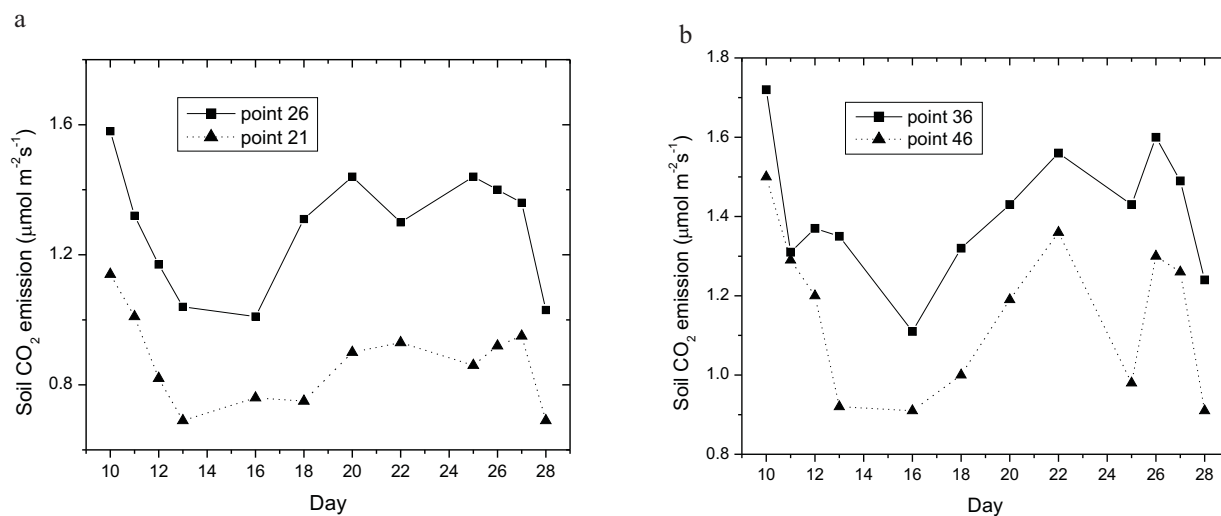 a
Soil CO₂ emission (μmol m⁻²s⁻¹)
1.6
1.2
0.8
point 26
point 21
10 12 14 16 18 20 22 24 26 28
Day
b
Soil CO₂ emission (μmol m⁻²s⁻¹)
1.8
1.6
1.4
1.2
1.0
0.8
point 36
point 46
10 12 14 16 18 20 22 24 26 28
Day